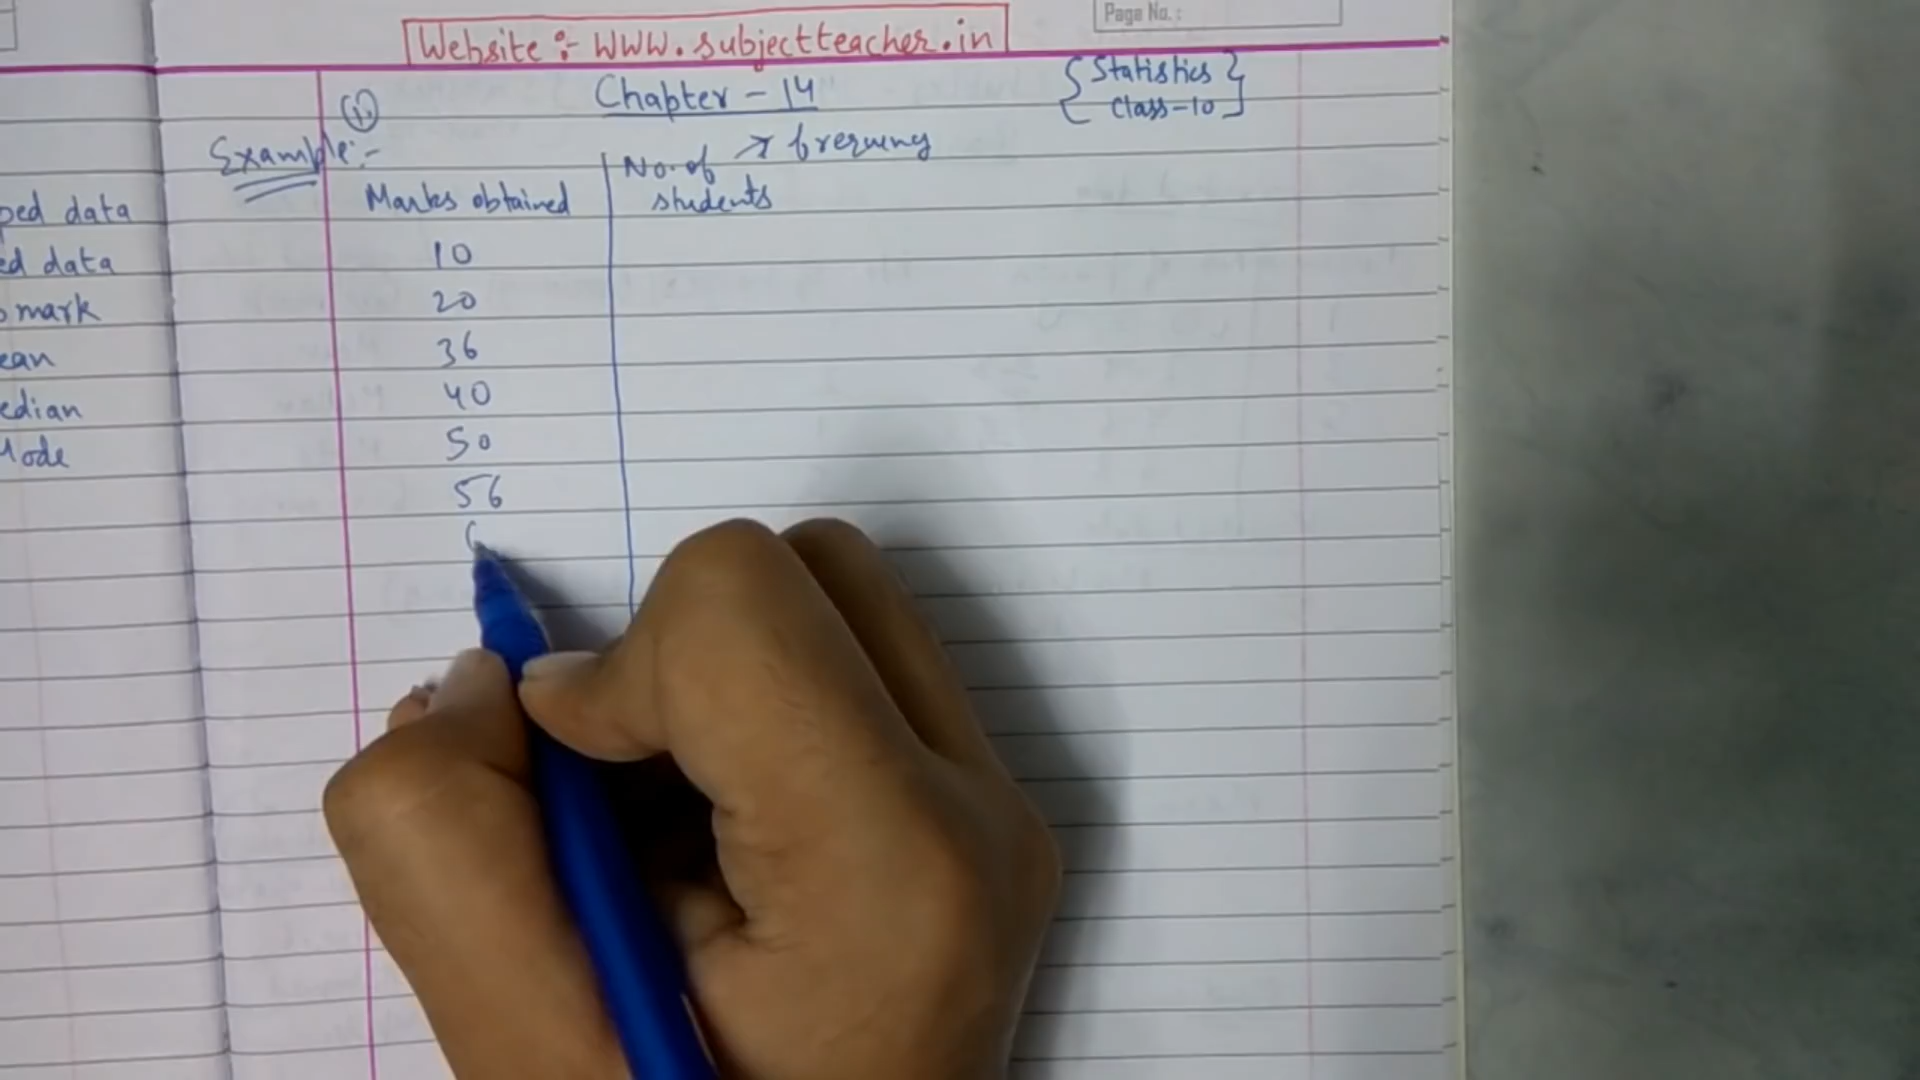 Page No.:
Website :- www.subjectteacher.in
Chapter - 14
{ Statistics }
Class-10
(1.)
Example:-
No. of
students
Marks obtained
10
20
36
40
50
56
ped data
ed data
mark
ean
edian
Mode